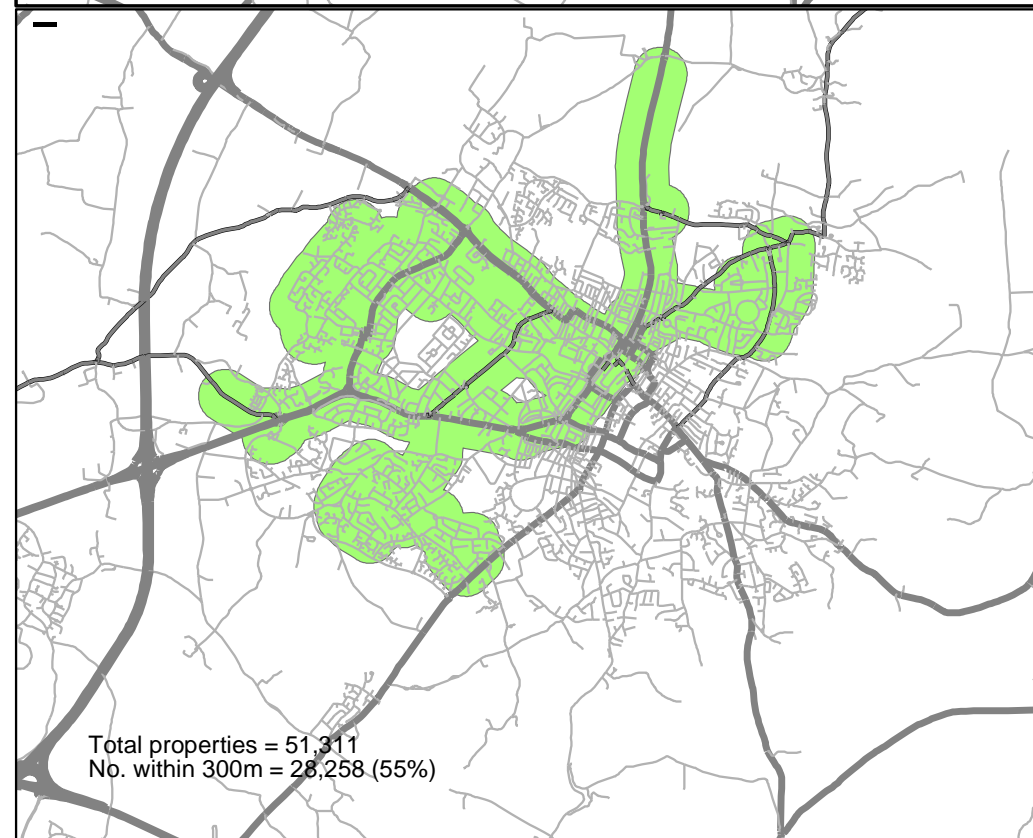 Total properties = 51,311
No. within 300m = 28,258 (55%)